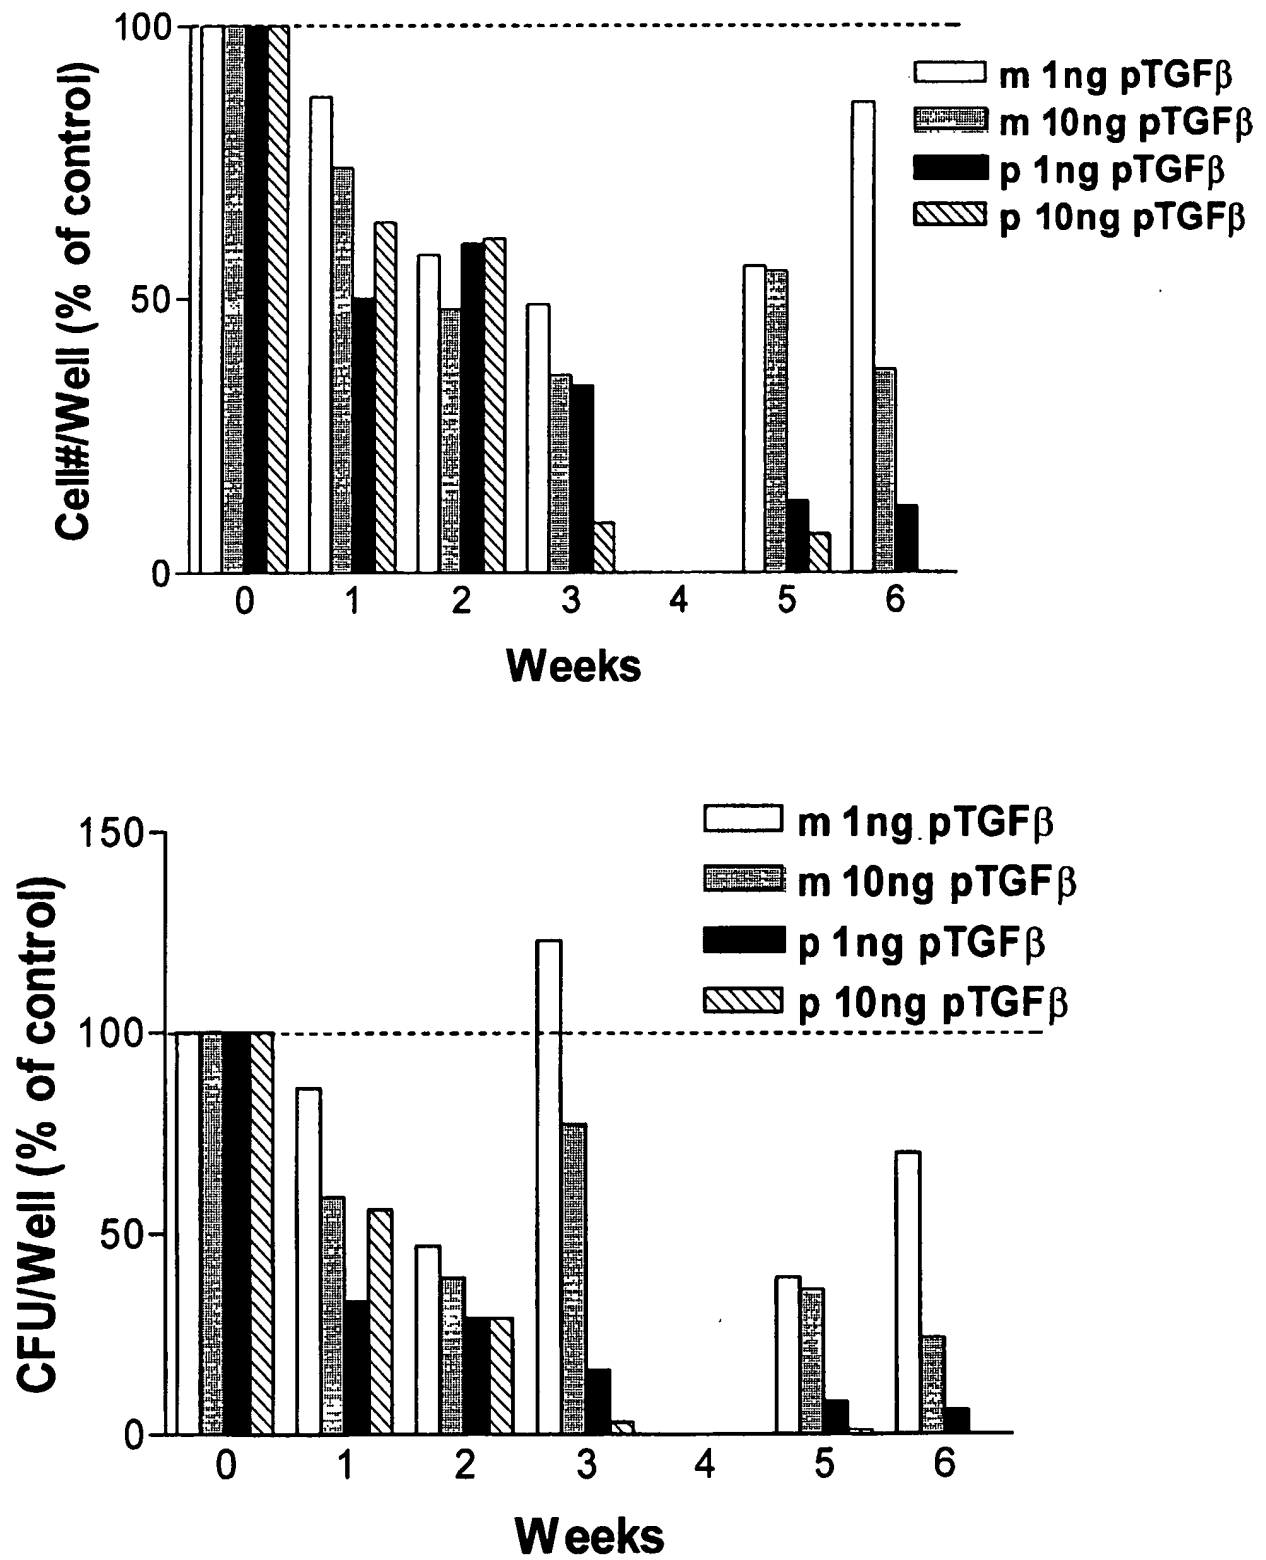 100
50
0
Cell#/Well (% of control)
m 1ng pTGFβ
m 10ng pTGFβ
p 1ng pTGFβ
p 10ng pTGFβ
0 1 2 3 4 5 6
Weeks
150
100
50
0
CFU/Well (% of control)
m 1ng pTGFβ
m 10ng pTGFβ
p 1ng pTGFβ
p 10ng pTGFβ
0 1 2 3 4 5 6
Weeks